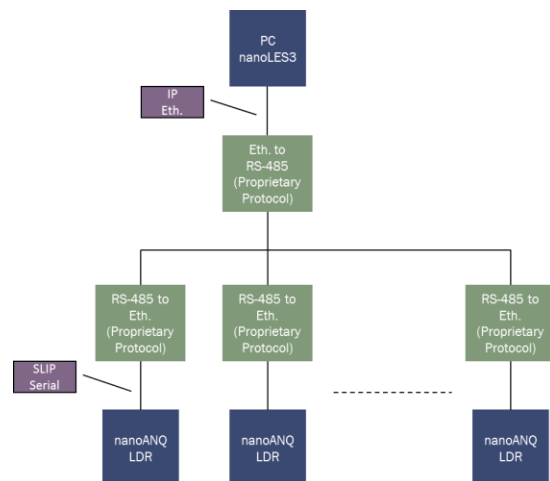 PC
nanoLES3
IP
Eth.
Eth. to
RS-485
(Proprietary
Protocol)
RS-485 to
Eth.
(Proprietary
Protocol)
RS-485 to
Eth.
(Proprietary
Protocol)
RS-485 to
Eth.
(Proprietary
Protocol)
SLIP
Serial
nanoANQ
LDR
nanoANQ
LDR
nanoANQ
LDR